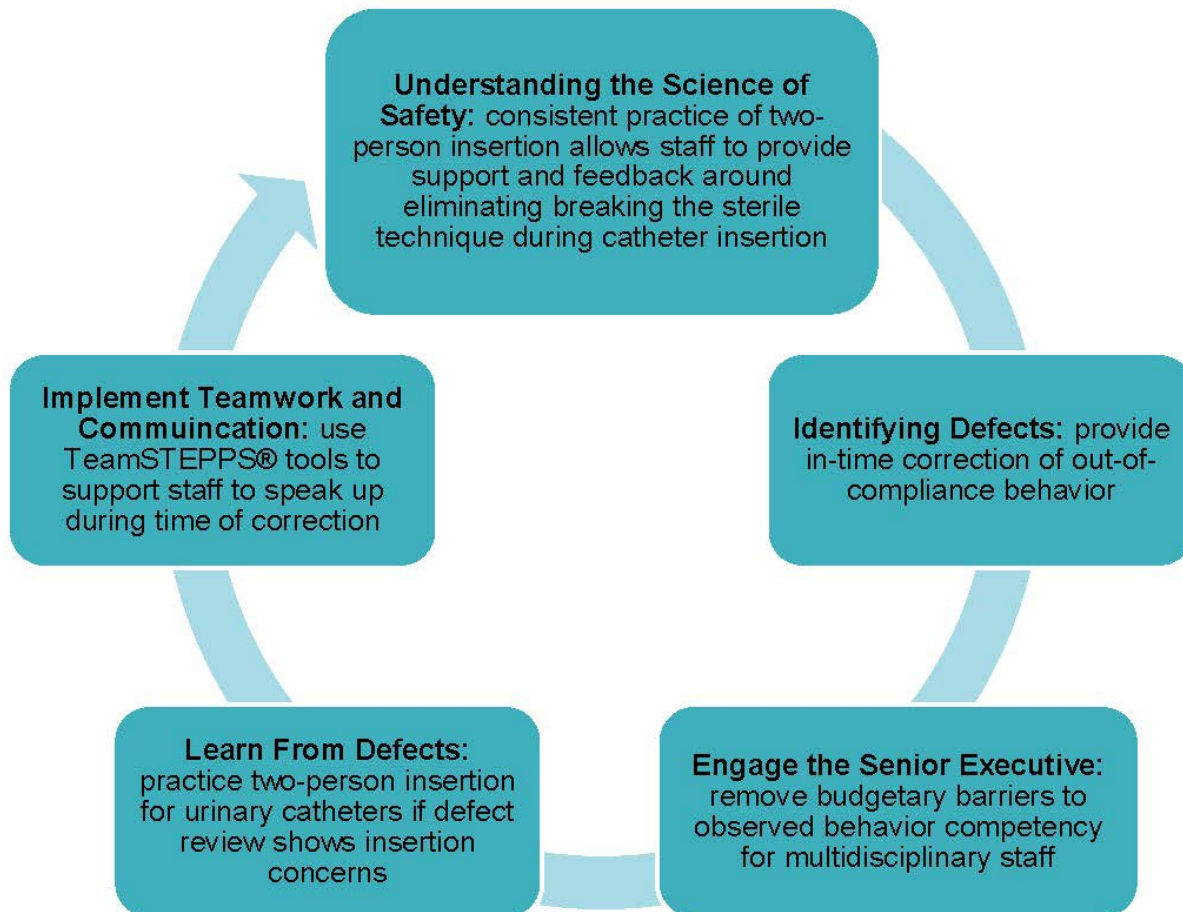 Understanding the Science of
Safety: consistent practice of two-
person insertion allows staff to provide
support and feedback around
eliminating breaking the sterile
technique during catheter insertion
Identifying Defects: provide
in-time correction of out-of-
compliance behavior
Engage the Senior Executive:
remove budgetary barriers to
observed behavior competency
for multidisciplinary staff
Learn From Defects:
practice two-person insertion
for urinary catheters if defect
review shows insertion
concerns
Implement Teamwork and
Commuincation: use
TeamSTEPPS® tools to
support staff to speak up
during time of correction